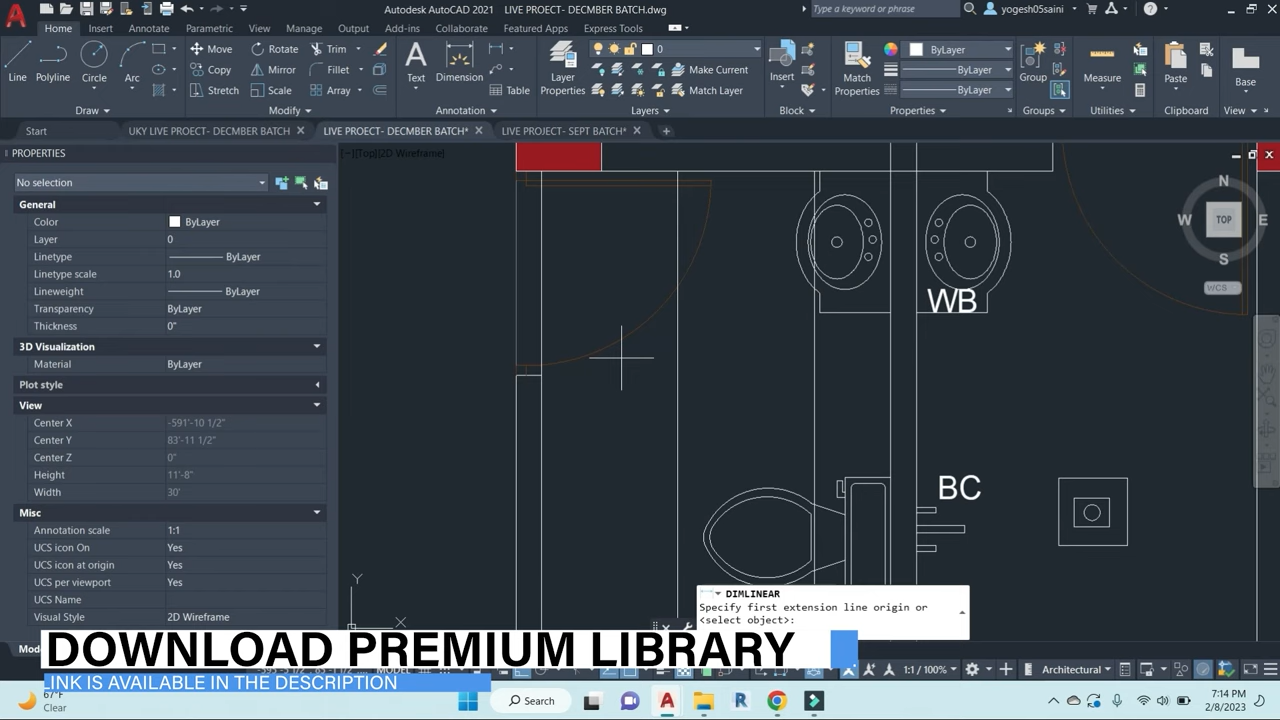 Autodesk AutoCAD 2021 LIVE PROECT- DECMBER BATCH.dwg
Type a keyword or phrase
yogesh05saini
Home Insert Annotate Parametric View Manage Output Add-ins Collaborate Featured Apps Express Tools
Line Polyline Circle Arc
Move Rotate Trim
Copy Mirror Fillet
Stretch Scale Array
Text Dimension Table
Layer Properties
0
Make Current
Match Layer
Insert
Match Properties
ByLayer
ByLayer
ByLayer
Group Measure Paste Base
Draw Modify Annotation Layers Block Properties Groups Utilities Clipboard View
Start UKY LIVE PROJECT- DECMBER BATCH LIVE PROECT- DECMBER BATCH* LIVE PROJECT- SEPT BATCH*
PROPERTIES
[−][Top][2D Wireframe]
No selection
General
Color ByLayer
Layer 0
Linetype ByLayer
Linetype scale 1.0
Lineweight ByLayer
Transparency ByLayer
Thickness 0"
3D Visualization
Material ByLayer
Plot style
View
Center X -591'-10 1/2"
Center Y 83'-11 1/2"
Center Z 0"
Height 11'-8"
Width 30'
Misc
Annotation scale 1:1
UCS icon On Yes
UCS icon at origin Yes
UCS per viewport Yes
UCS Name
Visual Style 2D Wireframe
N
W TOP E
S
WCS
WB
BC
Y
X
DIMLINEAR
Specify first extension line origin or
<select object>:
DOWNLOAD PREMIUM LIBRARY
INK IS AVAILABLE IN THE DESCRIPTION
MODEL
1:1 / 100%
Architectural
67°F
Clear
Search
7:14 PM
2/8/2023